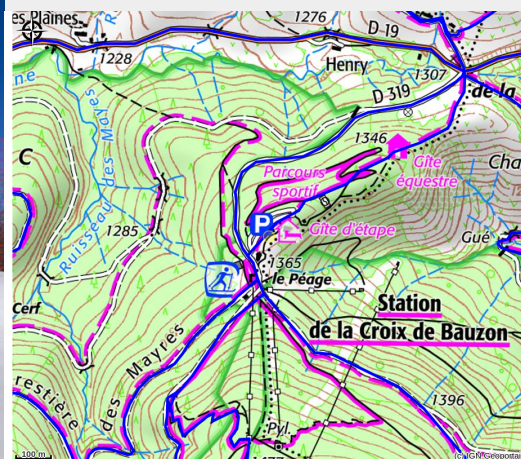 es Plaines
1276
D 19
1228
Henry
1307
de la
ne
R
D 319
1346
Gîte
équestre
Cha
C
Parcours
sportif
P
Gîte d'étape
1285
Gué
Ruisseau des Mayres
1365
le Péage
Cerf
Station
de la Croix de Bauzon
des Mayres
restière
1396
Pyl.
100 m
(c) IGN Geoportai